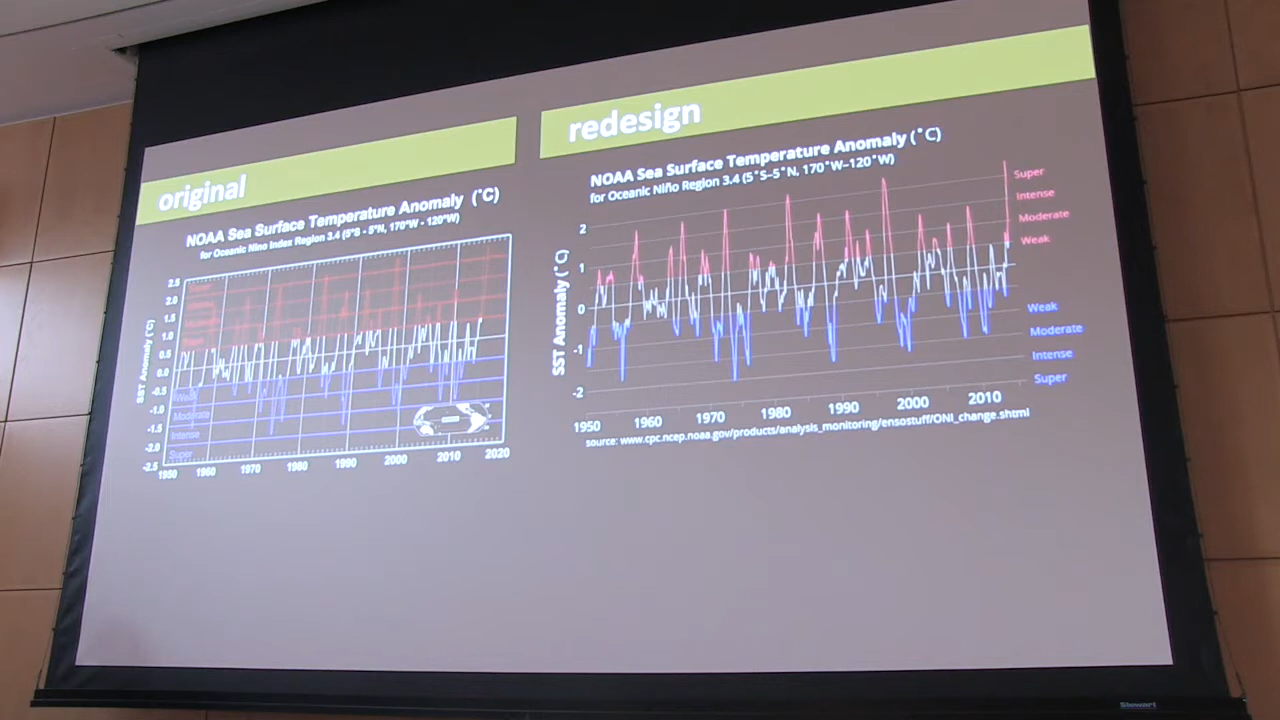 original
NOAA Sea Surface Temperature Anomaly (˚C)
for Oceanic Nino Index Region 3.4 (5°S - 5°N, 170°W - 120°W)
SST Anomaly (˚C)
2.5
2.0
1.5
1.0
0.5
0.0
-0.5
-1.0
-1.5
-2.0
-2.5
Weak
Moderate
Intense
Super
1950 1960 1970 1980 1990 2000 2010 2020
redesign
NOAA Sea Surface Temperature Anomaly (˚C)
for Oceanic Niño Region 3.4 (5˚S–5˚N, 170˚W–120˚W)
SST Anomaly (˚C)
2
1
0
-1
-2
Super
Intense
Moderate
Weak
Weak
Moderate
Intense
Super
1950 1960 1970 1980 1990 2000 2010
source: www.cpc.ncep.noaa.gov/products/analysis_monitoring/ensostuff/ONI_change.shtml
Stewart